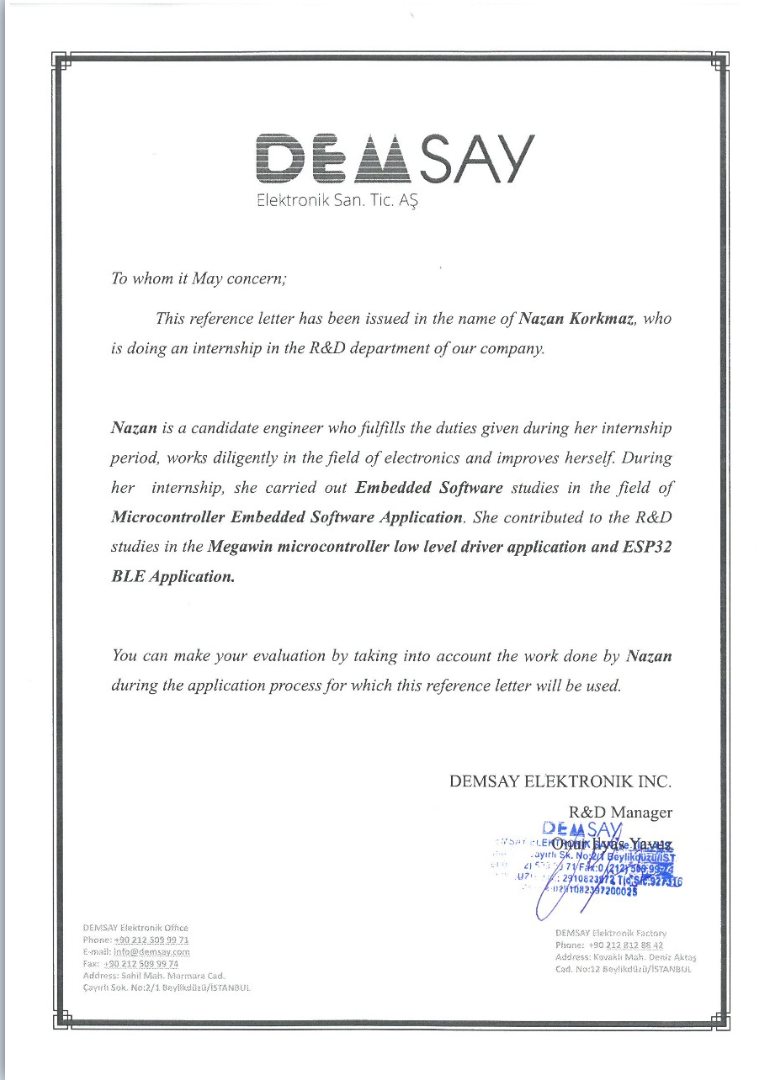 DEMSAY
Elektronik San. Tic. AŞ
To whom it May concern;
This reference letter has been issued in the name of Nazan Korkmaz, who
is doing an internship in the R&D department of our company.
Nazan is a candidate engineer who fulfills the duties given during her internship
period, works diligently in the field of electronics and improves herself. During
her internship, she carried out Embedded Software studies in the field of
Microcontroller Embedded Software Application. She contributed to the R&D
studies in the Megawin microcontroller low level driver application and ESP32
BLE Application.
You can make your evaluation by taking into account the work done by Nazan
during the application process for which this reference letter will be used.
DEMSAY ELEKTRONIK INC.
R&D Manager
DEMSAY
Onur İlyas Yavuz
Sk. No:2/1 Beylikdüzü/İST
71 Fax:0 (212) 509 99 74
2910823972 Tic.Sic.927316
DEMSAY Elektronik Office
Phone: +90 212 509 99 71
E-mail: info@demsay.com
Fax: +90 212 509 99 74
Address: Sahil Mah. Marmara Cad.
Çayırlı Sok. No:2/1 Beylikdüzü/İSTANBUL
DEMSAY Elektronik Factory
Phone: +90 212 812 88 42
Address: Kavaklı Mah. Deniz Aktaş
Cad. No:12 Beylikdüzü/İSTANBUL